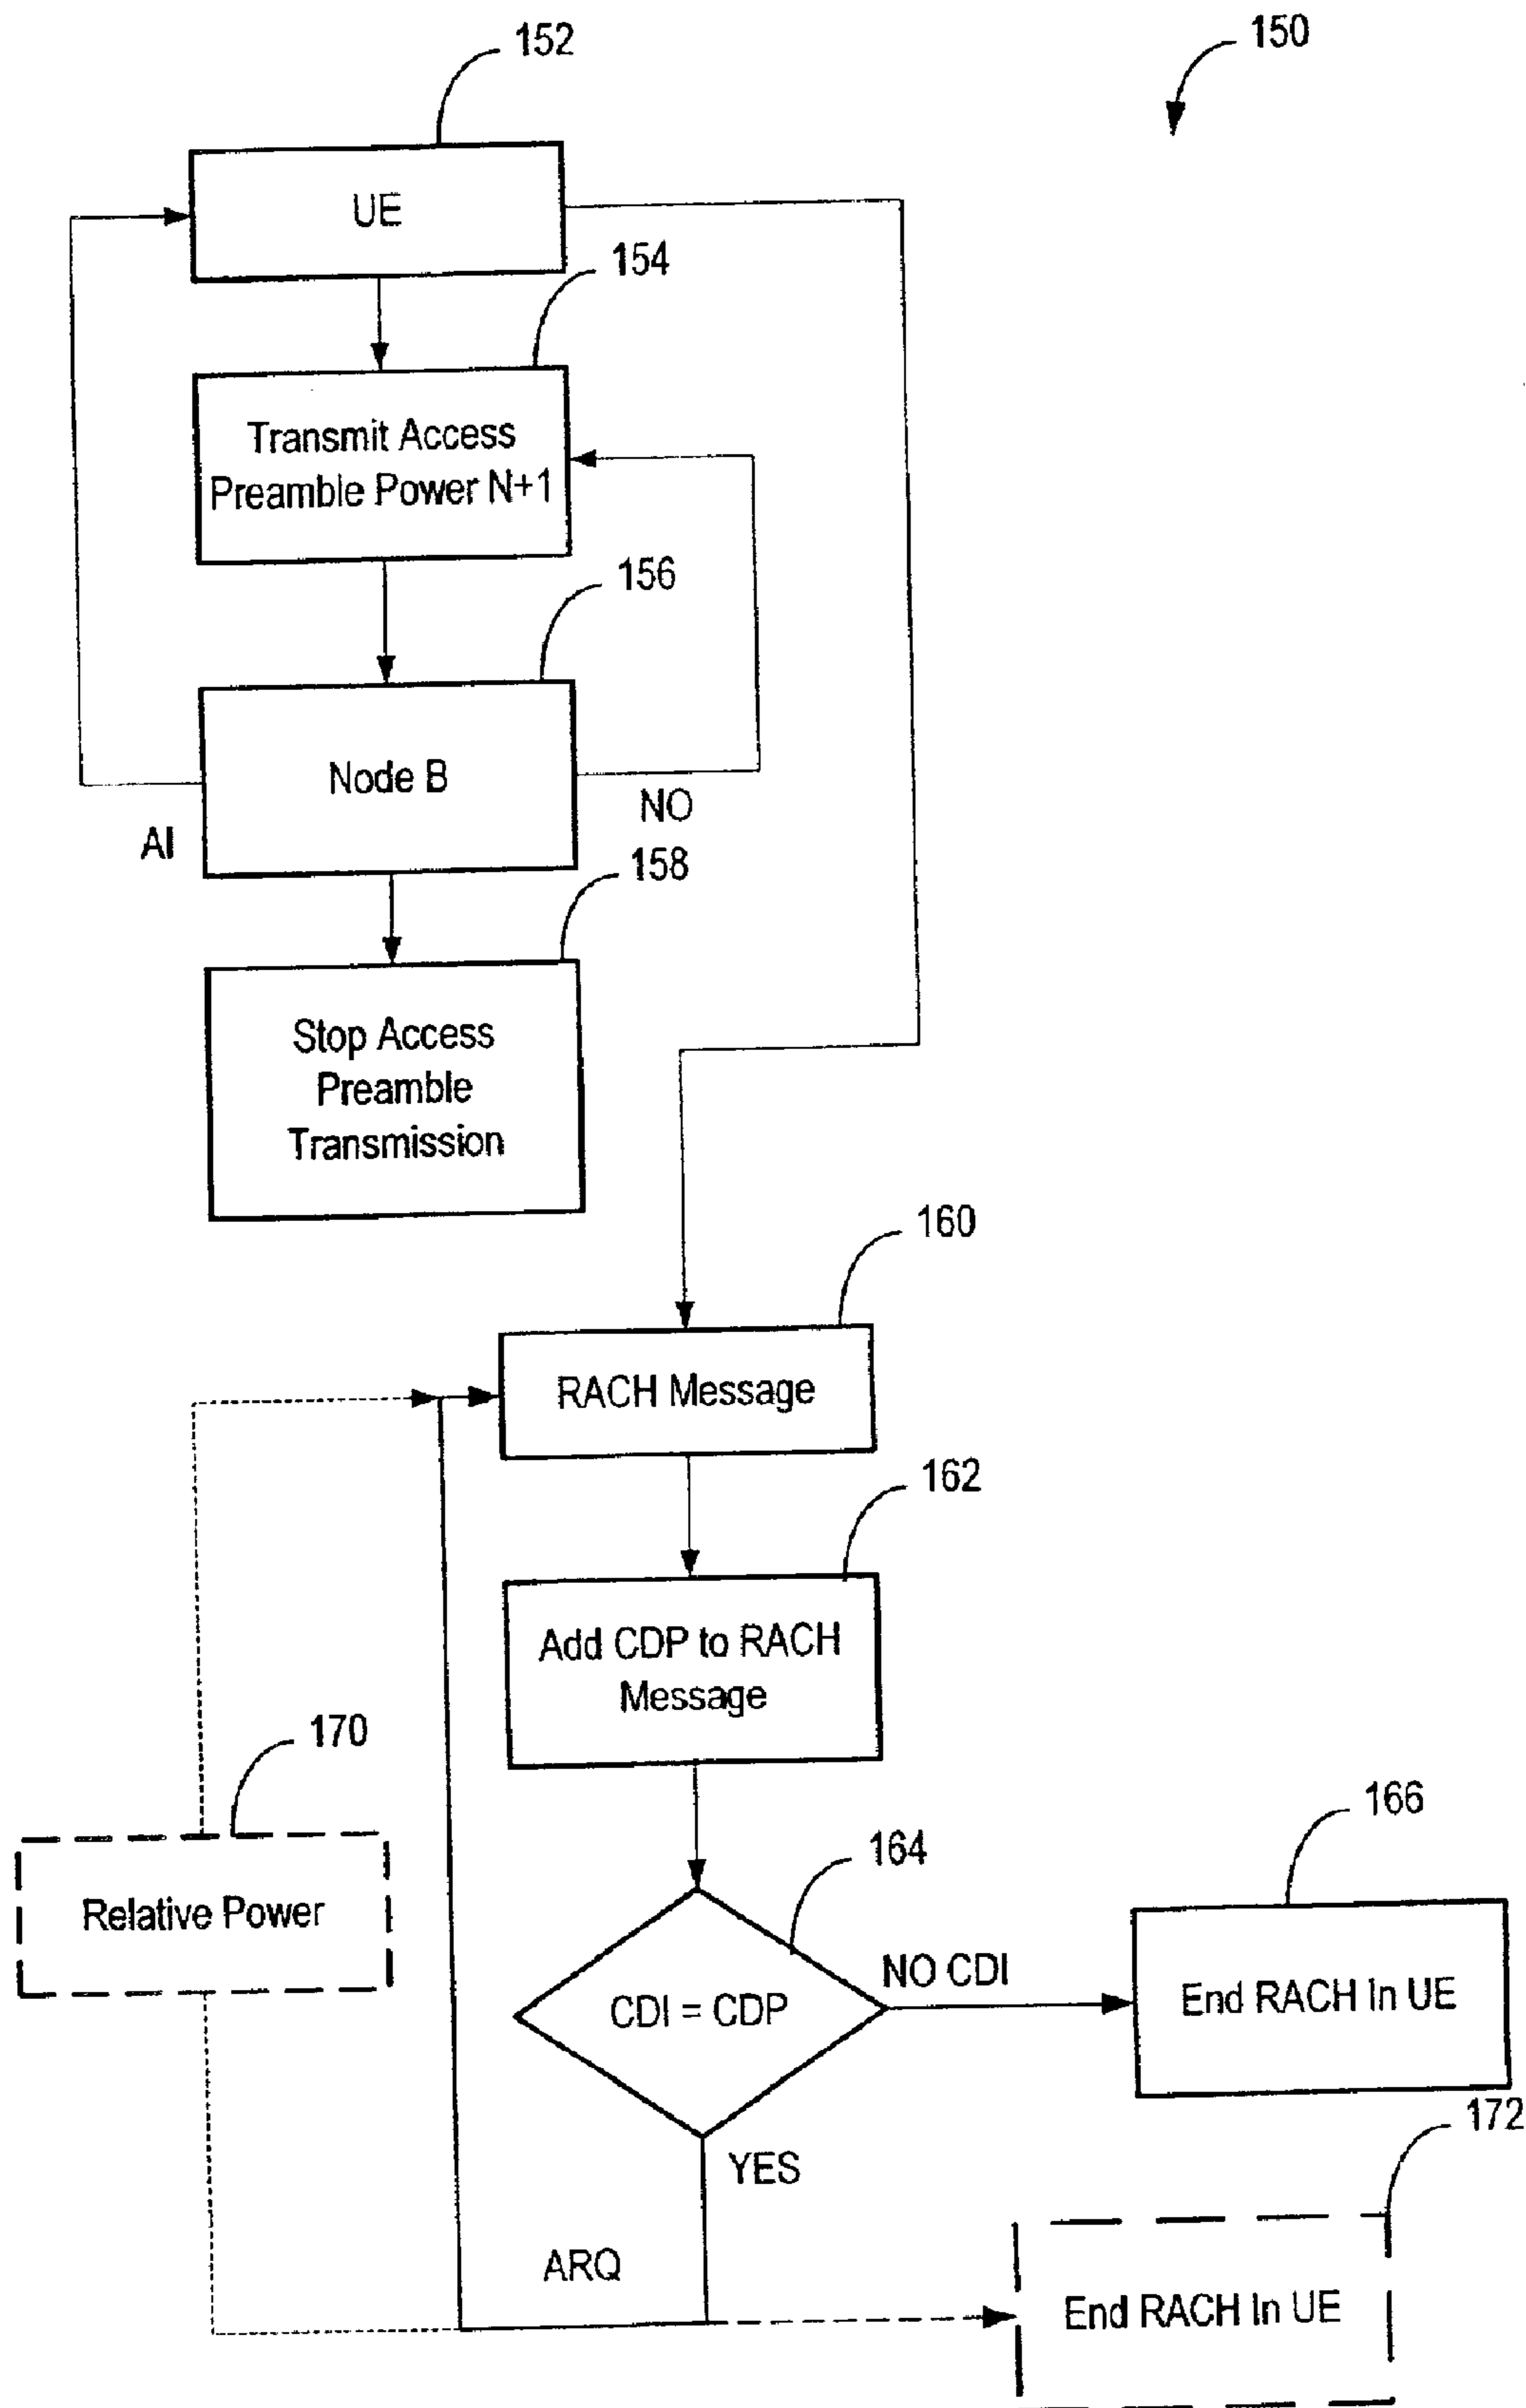 152
150
UE
154
Transmit Access
Preamble Power N+1
156
Node B
NO
AI
158
Stop Access
Preamble
Transmission
160
RACH Message
162
Add CDP to RACH
Message
170
Relative Power
164
166
NO CDI
CDI = CDP
End RACH In UE
172
YES
ARQ
End RACH In UE